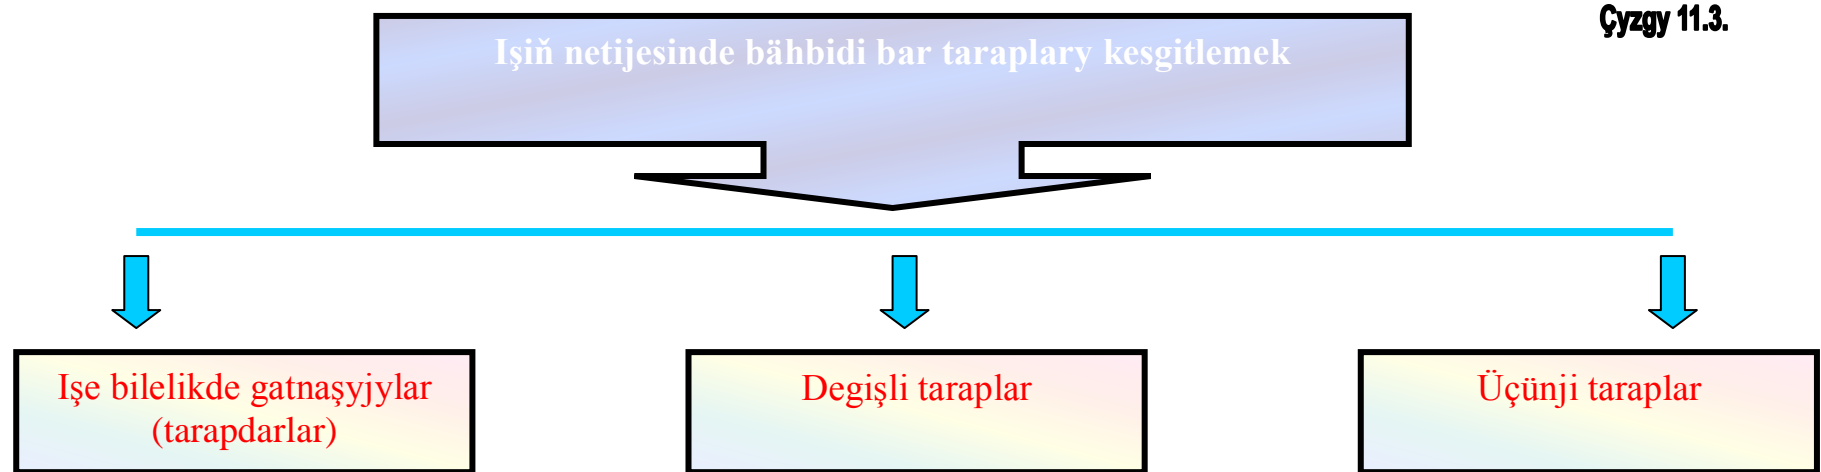 Çyzgy 11.3.
Işiň netijesinde bähbidi bar taraplary kesgitlemek
Işe bilelikde gatnaşyjylar
(tarapdarlar)
Degişli taraplar
Üçünji taraplar